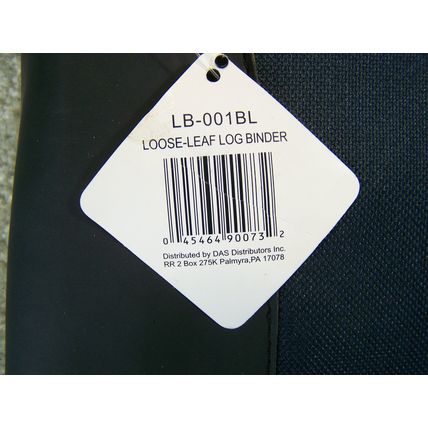 LB-001BL
LOOSE-LEAF LOG BINDER
0 45464 90073 2
Distributed by DAS Distributors Inc.
RR 2 Box 275K Palmyra,PA 17078